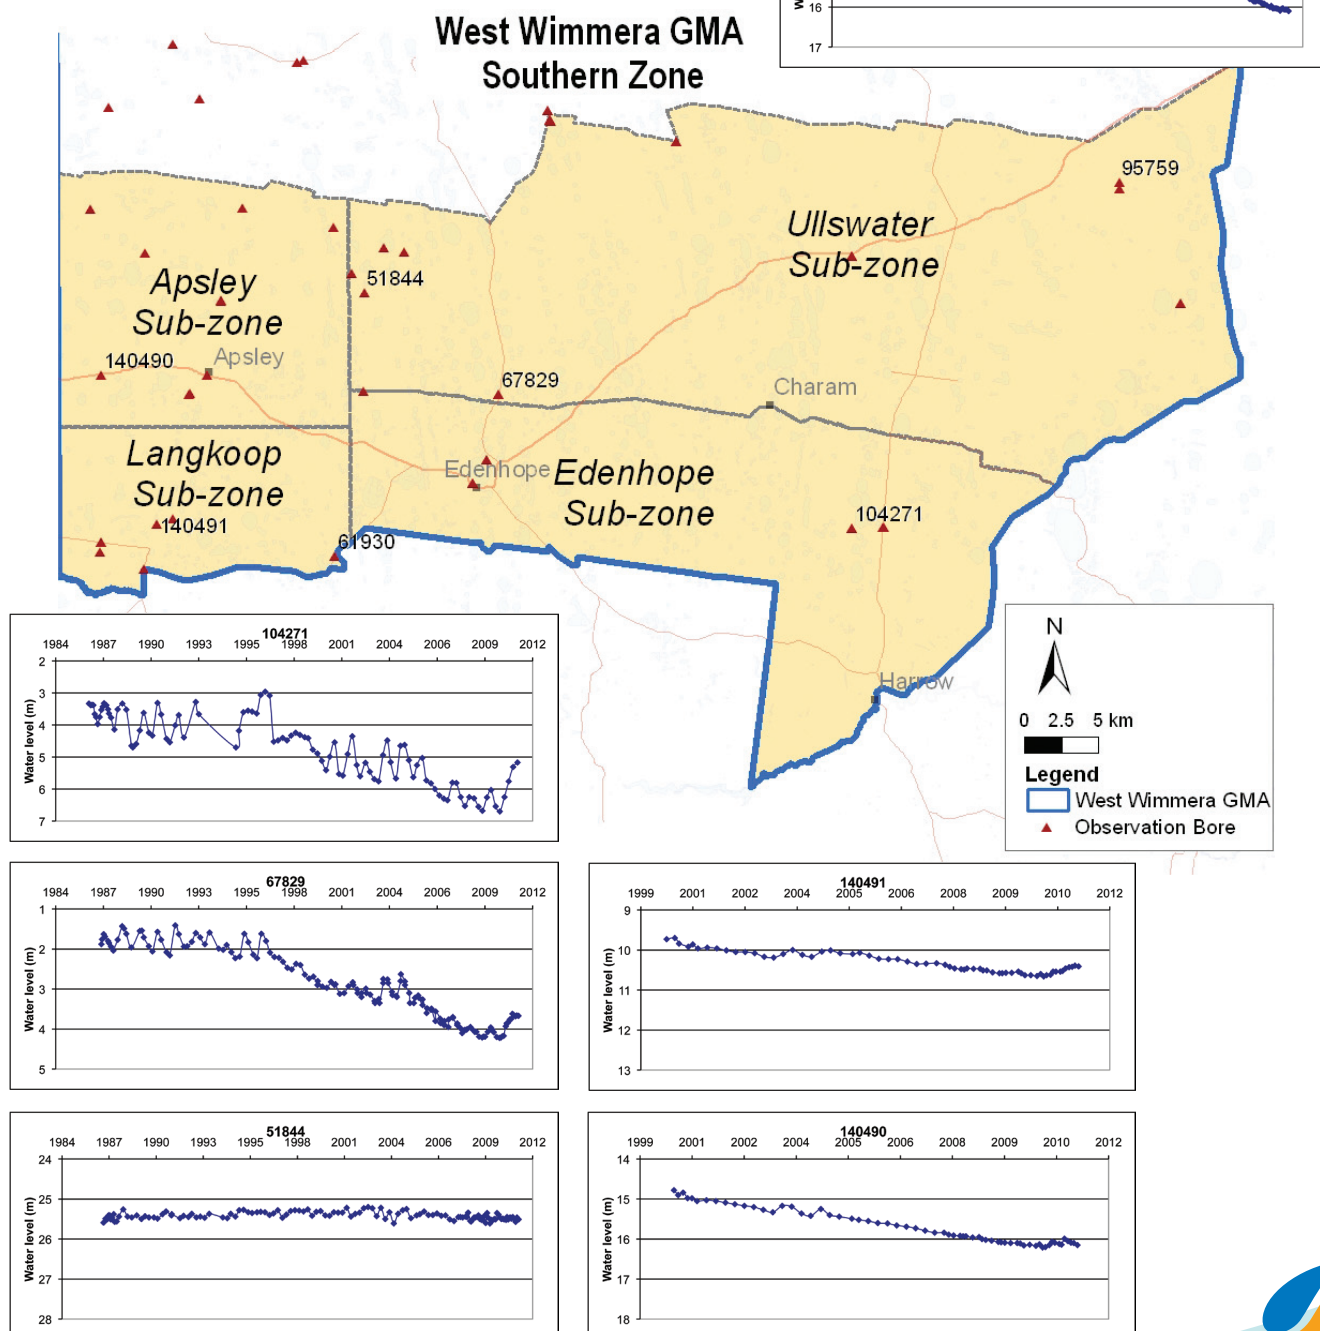 W
16
17
West Wimmera GMA
Southern Zone
95759
Ullswater
Sub-zone
51844
Apsley
Sub-zone
Apsley
140490
67829
Charam
Langkoop
Sub-zone
Edenhope
Edenhope
Sub-zone
140491
104271
61930
Harrow
N
0 2.5 5 km
Legend
West Wimmera GMA
Observation Bore
104271
1984 1987 1990 1993 1995 1998 2001 2004 2006 2009 2012
Water level (m)
2
3
4
5
6
7
67829
1984 1987 1990 1993 1995 1998 2001 2004 2006 2009 2012
Water level (m)
1
2
3
4
5
140491
1999 2001 2002 2004 2005 2006 2008 2009 2010 2012
Water level (m)
9
10
11
12
13
51844
1984 1987 1990 1993 1995 1998 2001 2004 2006 2009 2012
Water level (m)
24
25
26
27
28
140490
1999 2001 2002 2004 2005 2006 2008 2009 2010 2012
Water level (m)
14
15
16
17
18